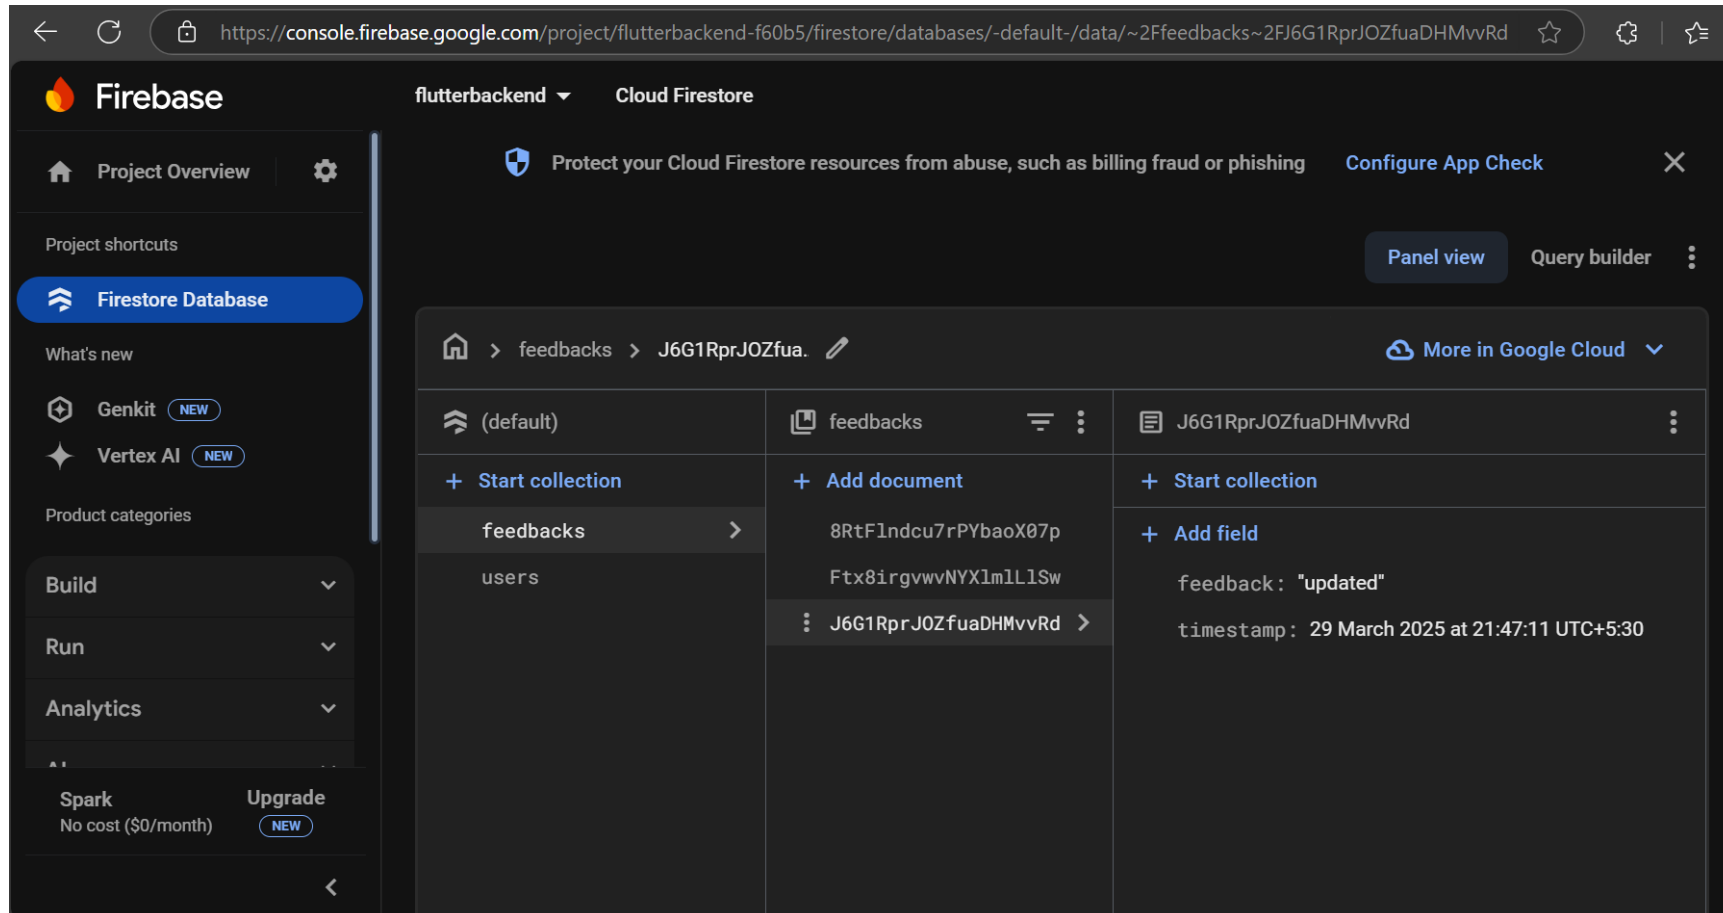 https://console.firebase.google.com/project/flutterbackend-f60b5/firestore/databases/-default-/data/~2Ffeedbacks~2FJ6G1RprJOZfuaDHMvvRd
Firebase
flutterbackend
Cloud Firestore
Project Overview
Protect your Cloud Firestore resources from abuse, such as billing fraud or phishing
Configure App Check
Project shortcuts
Panel view
Query builder
Firestore Database
What's new
feedbacks
J6G1RprJOZfua.
More in Google Cloud
Genkit NEW
Vertex AI NEW
(default)
feedbacks
J6G1RprJOZfuaDHMvvRd
+ Start collection
+ Add document
+ Start collection
Product categories
feedbacks
8RtFlndcu7rPYbaoX07p
+ Add field
users
Ftx8irgvwvNYXlmlLlSw
feedback: "updated"
J6G1RprJOZfuaDHMvvRd
timestamp: 29 March 2025 at 21:47:11 UTC+5:30
Build
Run
Analytics
Spark
No cost ($0/month)
Upgrade
NEW